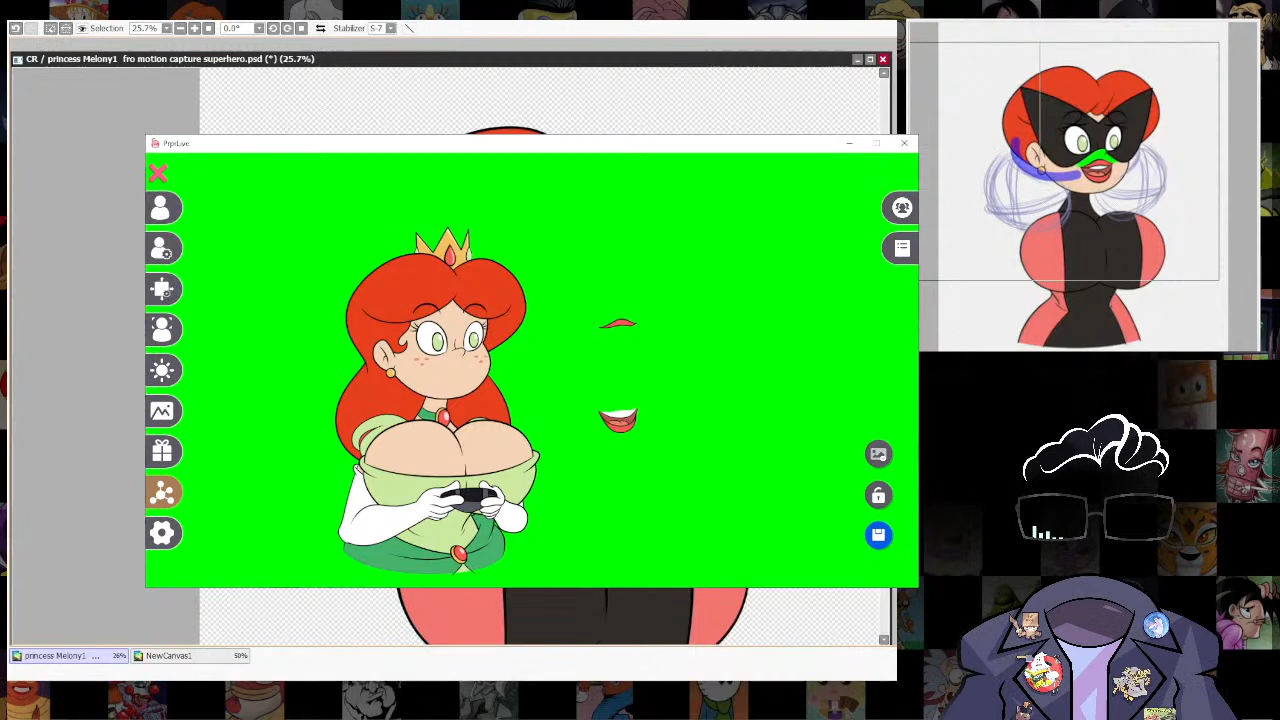 Selection 25.7% 0.0° Stabilizer S-7
CR / princess Melony1 fro motion capture superhero.psd (*) (25.7%)
PrprLive
princess Melony1 ... 26% NewCanvas1 50%